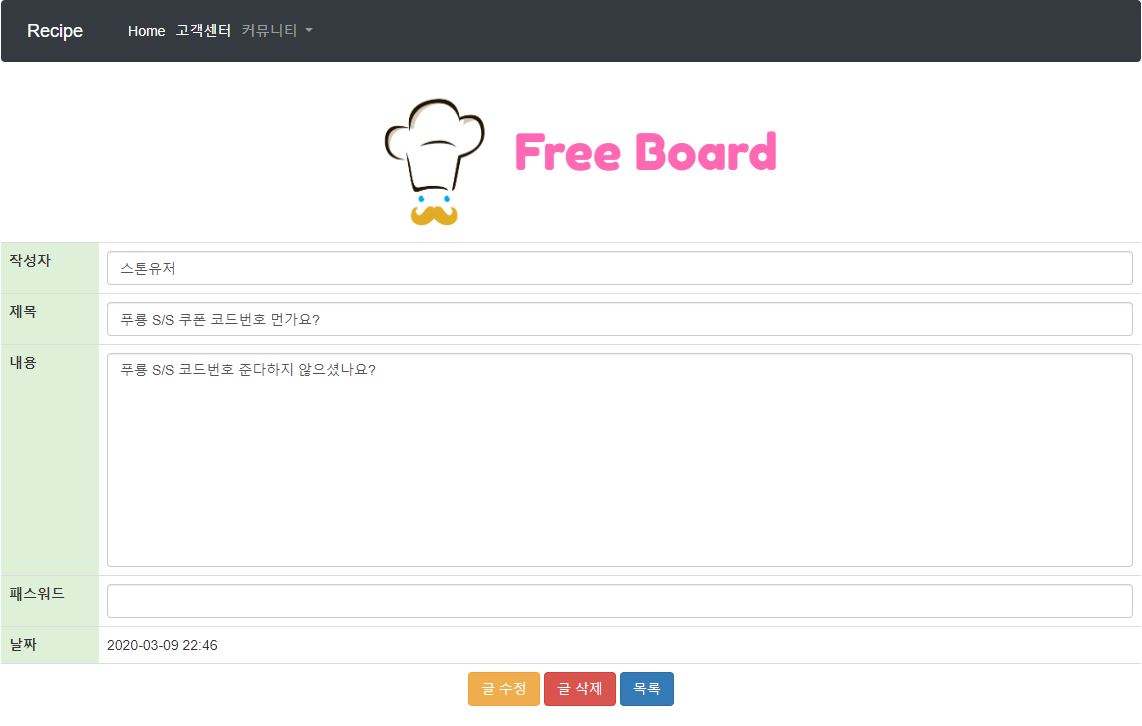 Recipe Home 고객센터 커뮤니티
Free Board
작성자 스톤유저
제목 푸룡 S/S 쿠폰 코드번호 먼가요?
내용 푸룡 S/S 코드번호 준다하지 않으셨나요?
패스워드
날짜 2020-03-09 22:46
글 수정 글 삭제 목록